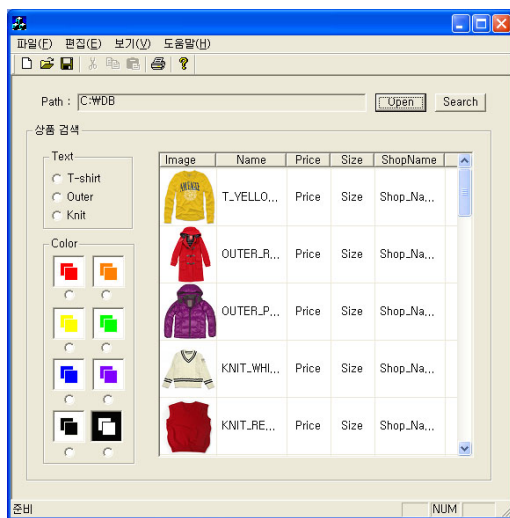 파일(F) 편집(E) 보기(V) 도움말(H)
Path : C:₩DB Open Search
상품 검색
Text
T-shirt
Outer
Knit
Color
Image Name Price Size ShopName
T_YELLO... Price Size Shop_Na...
OUTER_R... Price Size Shop_Na...
OUTER_P... Price Size Shop_Na...
KNIT_WHI... Price Size Shop_Na...
KNIT_RE... Price Size Shop_Na...
준비 NUM